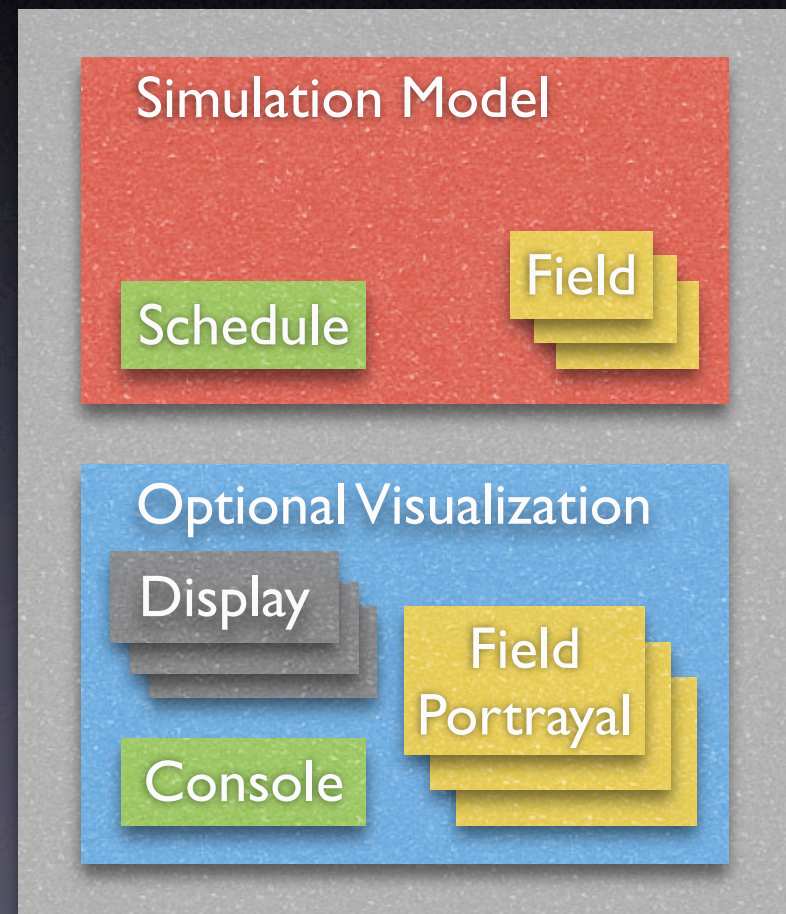 Simulation Model
Field
Schedule
Optional Visualization
Display
Field
Portrayal
Console